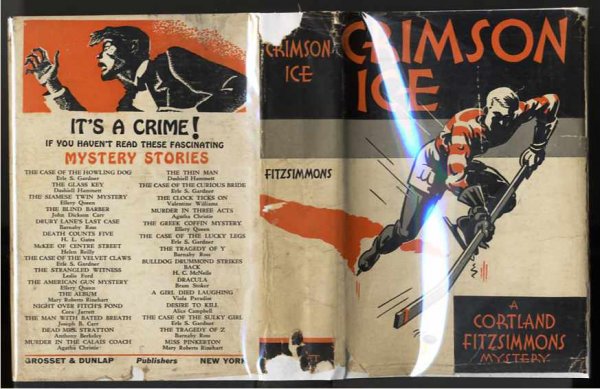 IT'S A CRIME!
IF YOU HAVEN'T READ THESE FASCINATING
MYSTERY STORIES
THE CASE OF THE HOWLING DOG
Erle S. Gardner
THE GLASS KEY
Dashiell Hammett
THE SIAMESE TWIN MYSTERY
Ellery Queen
THE BLIND BARBER
John Dickson Carr
DRURY LANE'S LAST CASE
Barnaby Ross
DEATH COUNTS FIVE
H. L. Gates
McKEE OF CENTRE STREET
Helen Reilly
THE CASE OF THE VELVET CLAWS
Erle S. Gardner
THE STRANGLED WITNESS
Leslie Ford
THE AMERICAN GUN MYSTERY
Ellery Queen
THE ALBUM
Mary Roberts Rinehart
NIGHT OVER FITCH'S POND
Cora Jarrett
THE MAN WITH BATED BREATH
Joseph B. Carr
DEAD MRS. STRATTON
Anthony Berkeley
MURDER IN THE CALAIS COACH
Agatha Christie
THE THIN MAN
Dashiell Hammett
THE CASE OF THE CURIOUS BRIDE
Erle S. Gardner
THE CLOCK TICKS ON
Valentine Williams
MURDER IN THREE ACTS
Agatha Christie
THE GREEK COFFIN MYSTERY
Ellery Queen
THE CASE OF THE LUCKY LEGS
Erle S. Gardner
THE TRAGEDY OF Y
Barnaby Ross
BULLDOG DRUMMOND STRIKES
BACK
H. C. McNeile
DRACULA
Bram Stoker
A GIRL DIED LAUGHING
Viola Paradise
DESIRE TO KILL
Alice Campbell
THE CASE OF THE SULKY GIRL
Erle S. Gardner
THE TRAGEDY OF Z
Barnaby Ross
MISS PINKERTON
Mary Roberts Rinehart
GROSSET & DUNLAP Publishers NEW YORK
CRIMSON
ICE
FITZSIMMONS
CRIMSON
ICE
A
CORTLAND
FITZSIMMONS
MYSTERY